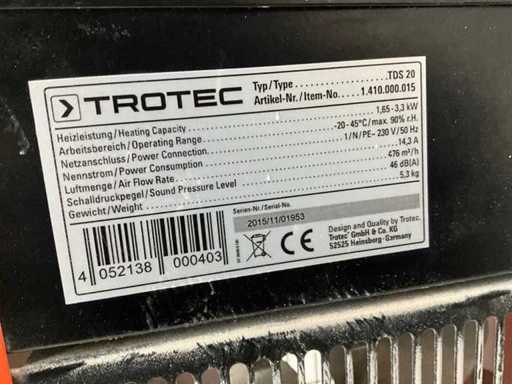 TROTEC
Typ/Type ........ TDS 20
Artikel-Nr./Item-No. .... 1.410.000.015
Heizleistung/Heating Capacity ........ 1,65-3,3 kW
Arbeitsbereich/Operating Range ........ -20-45°C/max. 90% r.H.
Netzanschluss/Power Connection ........ 1/N/PE~ 230 V/50 Hz
Nennstrom/Power Consumption ........ 14,3 A
Luftmenge/Air Flow Rate ........ 476 m³/h
Schalldruckpegel/Sound Pressure Level ........ 46 dB(A)
Gewicht/Weight ........ 5,3 kg
Serien-Nr./Serial-No.
2015/11/01953
4 052138 000403
CE
Design and Quality by Trotec.
Trotec GmbH & Co. KG
52525 Heinsberg-Germany